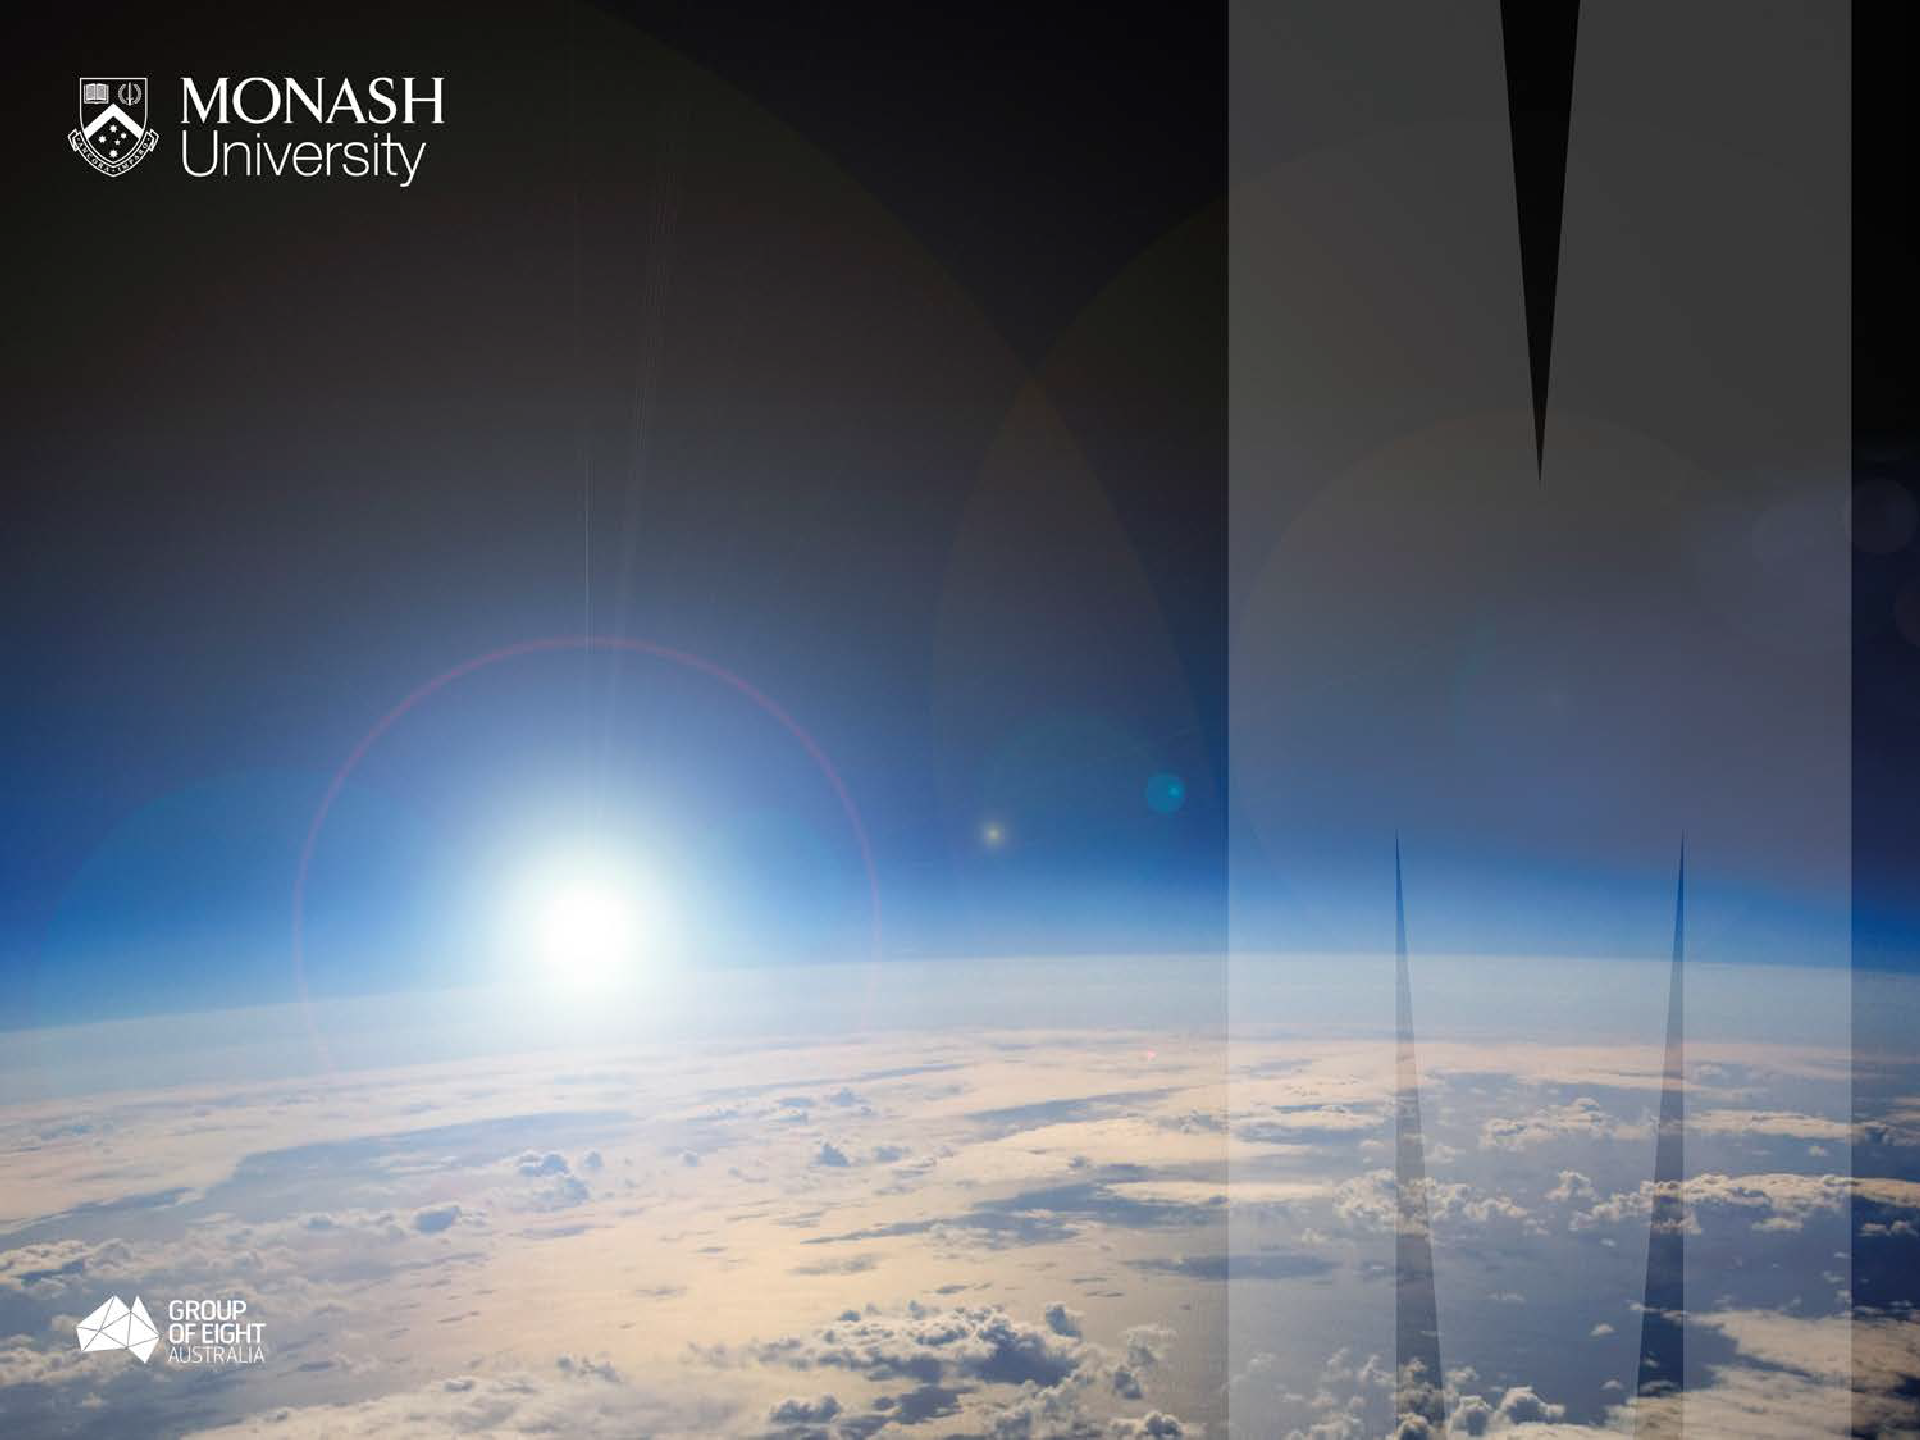 MONASH
University
GROUP
OF EIGHT
AUSTRALIA